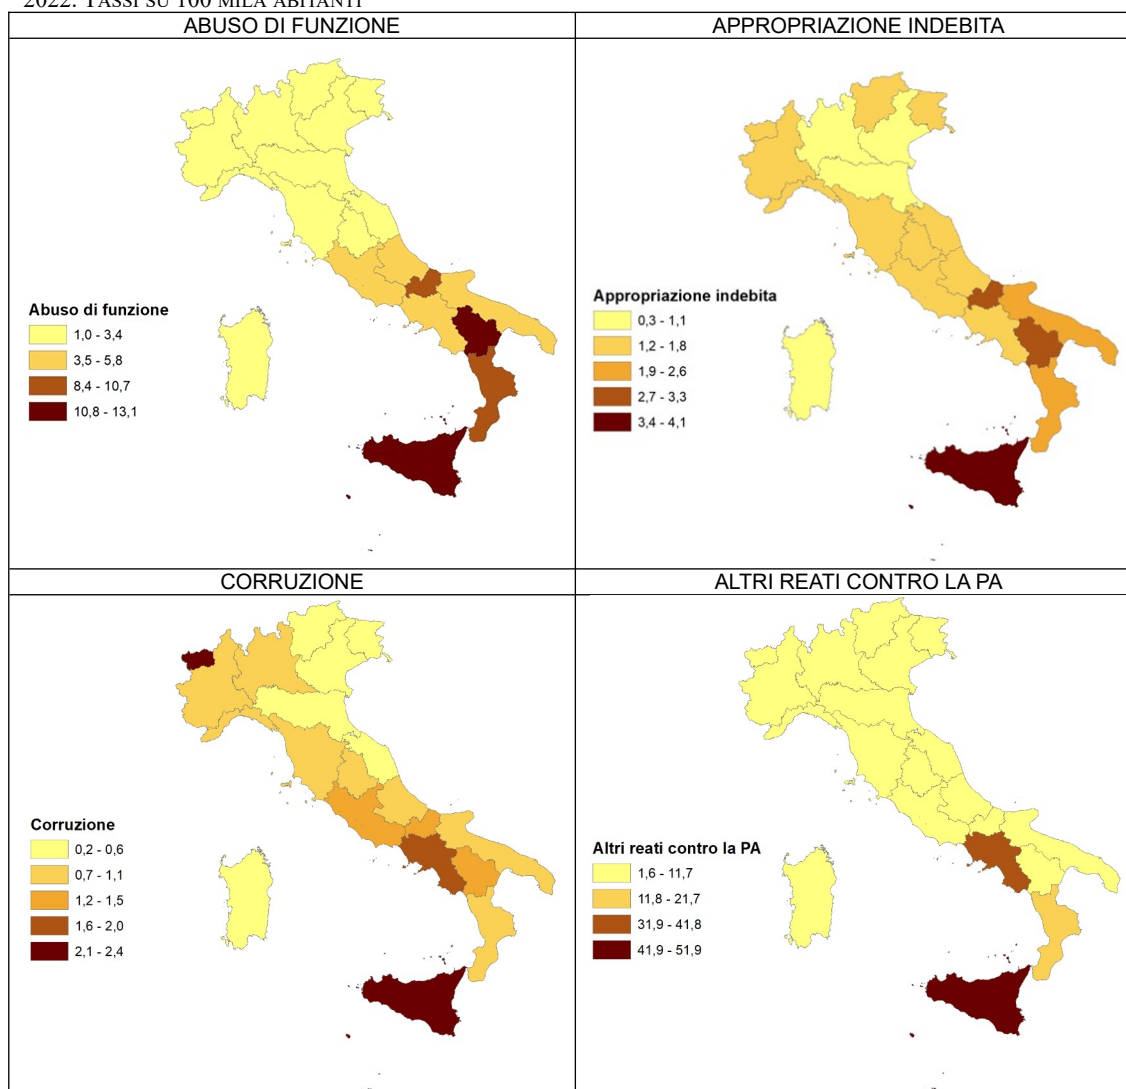 2022. TASSI SU 100 MILA ABITANTI
ABUSO DI FUNZIONE
APPROPRIAZIONE INDEBITA
Abuso di funzione
1,0 - 3,4
3,5 - 5,8
8,4 - 10,7
10,8 - 13,1
Appropriazione indebita
0,3 - 1,1
1,2 - 1,8
1,9 - 2,6
2,7 - 3,3
3,4 - 4,1
CORRUZIONE
ALTRI REATI CONTRO LA PA
Corruzione
0,2 - 0,6
0,7 - 1,1
1,2 - 1,5
1,6 - 2,0
2,1 - 2,4
Altri reati contro la PA
1,6 - 11,7
11,8 - 21,7
31,9 - 41,8
41,9 - 51,9